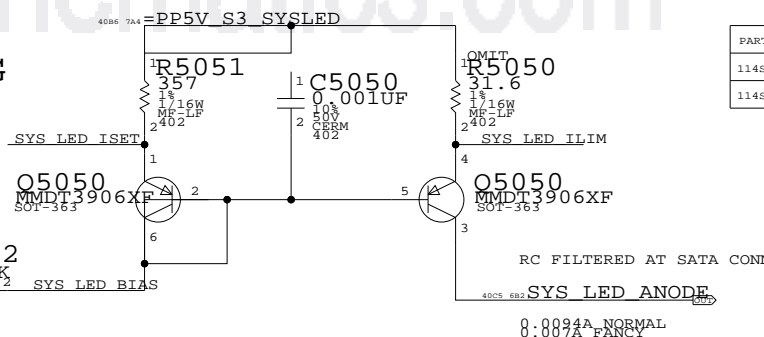 40B6 7A4 =PP5V_S3_SYSLED
PART
114S
114S
1
R5051
357
1%
1/16W
MF-LF
402
2
1
C5050
0.001UF
10%
50V
CERM
402
2
OMIT
1
R5050
31.6
1%
1/16W
MF-LF
402
2
SYS_LED_ISET
SYS_LED_ILIM
1
Q5050
MMDT3906XF
SOT-363
2
6
5
4
Q5050
MMDT3906XF
SOT-363
3
2
K
2
SYS_LED_BIAS
RC FILTERED AT SATA CONN
40C5 6B2 SYS_LED_ANODE OUT
0.0094A NORMAL
0.007A FANCY